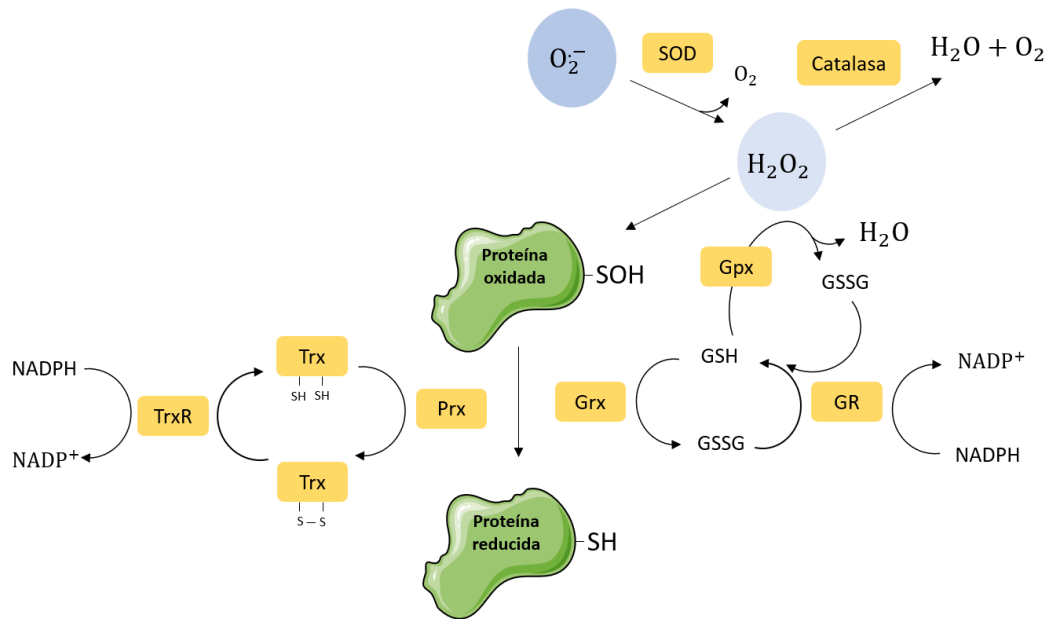 O₂·⁻
SOD
O₂
Catalasa
H₂O + O₂
H₂O₂
Proteína
oxidada
-SOH
Gpx
H₂O
GSSG
NADPH
Trx
SH SH
TrxR
Prx
Grx
GSH
GR
NADP⁺
NADP⁺
Trx
S – S
GSSG
NADPH
Proteína
reducida
-SH